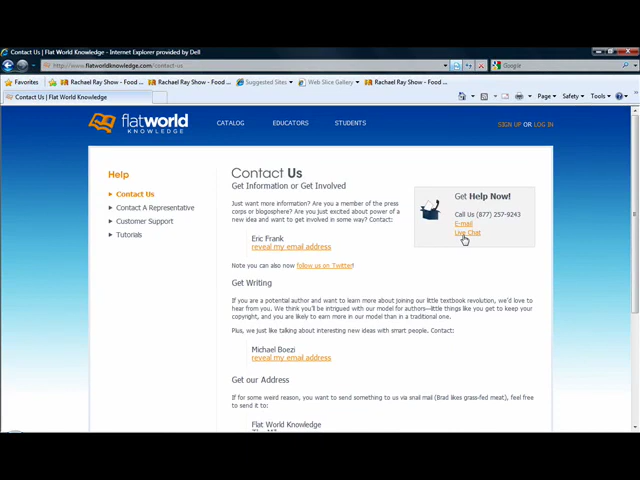 Contact Us | Flat World Knowledge - Internet Explorer provided by Dell
http://www.flatworldknowledge.com/contact-us
Google
Favorites
Rachael Ray Show - Food ...
Rachael Ray Show - Food ...
Suggested Sites
Web Slice Gallery
Rachael Ray Show - Food ...
Contact Us | Flat World Knowledge
Page
Safety
Tools
flatworld
KNOWLEDGE
CATALOG
EDUCATORS
STUDENTS
SIGN UP OR LOG IN
Help
Contact Us
Contact A Representative
Customer Support
Tutorials
Contact Us
Get Information or Get Involved
Just want more information? Are you a member of the
press corps or blogosphere? Are you just excited about power of a
new idea and want to get involved in some way? Contact:
Eric Frank
reveal my email address
Note you can also now follow us on Twitter!
Get Writing
If you are a potential author and want to learn more about joining our little textbook revolution, we'd love to
hear from you. We think you'll be intrigued with our model for authors—little things like you get to keep your
copyright, and you are likely to earn more in our model than in a traditional one.
Plus, we just like talking about interesting new ideas with smart people. Contact:
Michael Boezi
reveal my email address
Get our Address
If for some weird reason, you want to send something to us via snail mail (Brad likes grass-fed meat), feel free
to send it to:
Flat World Knowledge
Get Help Now!
Call Us (877) 257-9243
E-mail
Live Chat